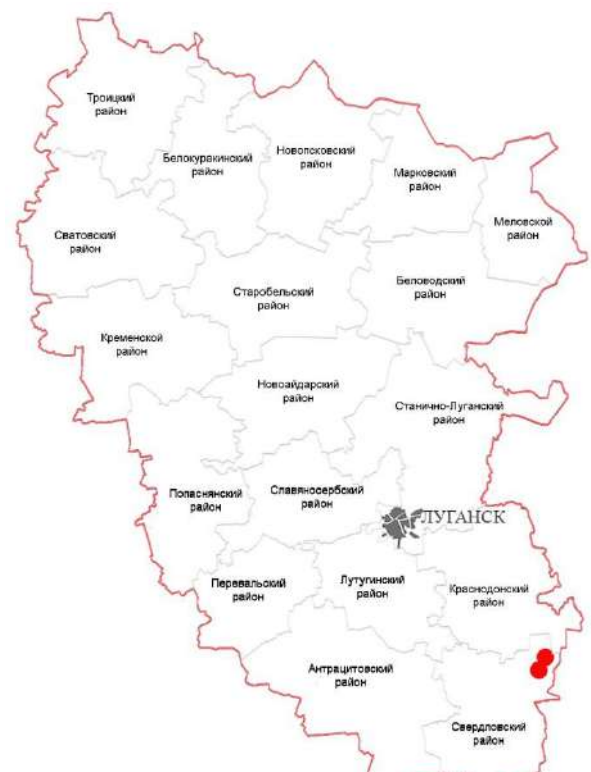 Троицкий
район
Белокуракинский
район
Новопсковский
район
Марковский
район
Меловской
район
Сватовский
район
Старобельский
район
Беловодский
район
Кременской
район
Новоайдарский
район
Станично-Луганский
район
Попаснянский
район
Славяносербский
район
ЛУГАНСК
Перевальский
район
Лутугинский
район
Краснодонский
район
Антрацитовский
район
Свердловский
район